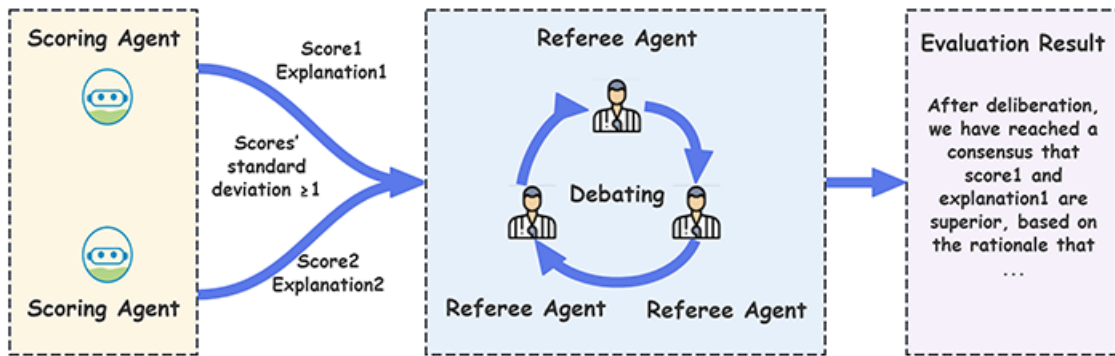 Scoring Agent
Score1
Explanation1
Scores'
standard
deviation ≥1
Score2
Explanation2
Scoring Agent
Referee Agent
Debating
Referee Agent
Referee Agent
Evaluation Result
After deliberation,
we have reached a
consensus that
score1 and
explanation1 are
superior, based on
the rationale that
...